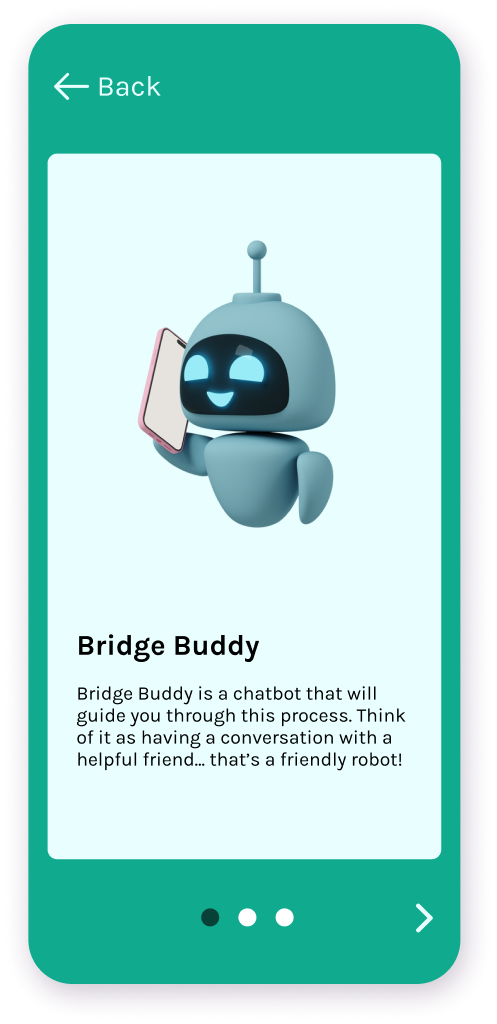 Back
Bridge Buddy
Bridge Buddy is a chatbot that will
guide you through this process. Think
of it as having a conversation with a
helpful friend... that’s a friendly robot!